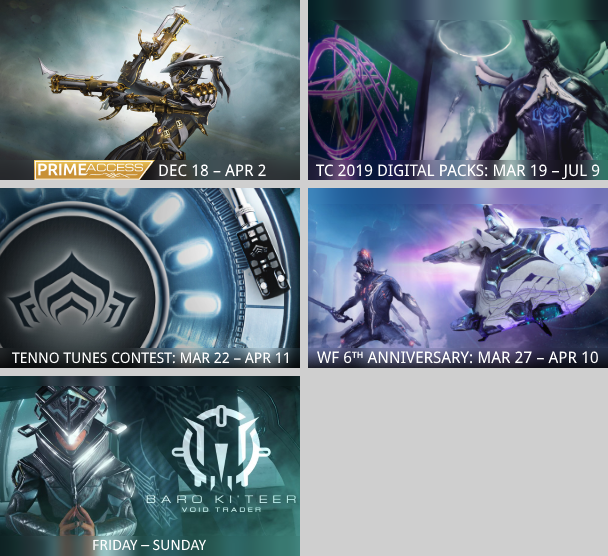 PRIME ACCESS DEC 18 – APR 2
TC 2019 DIGITAL PACKS: MAR 19 – JUL 9
TENNO TUNES CONTEST: MAR 22 – APR 11
WF 6TH ANNIVERSARY: MAR 27 – APR 10
BARO KI'TEER
VOID TRADER
FRIDAY – SUNDAY